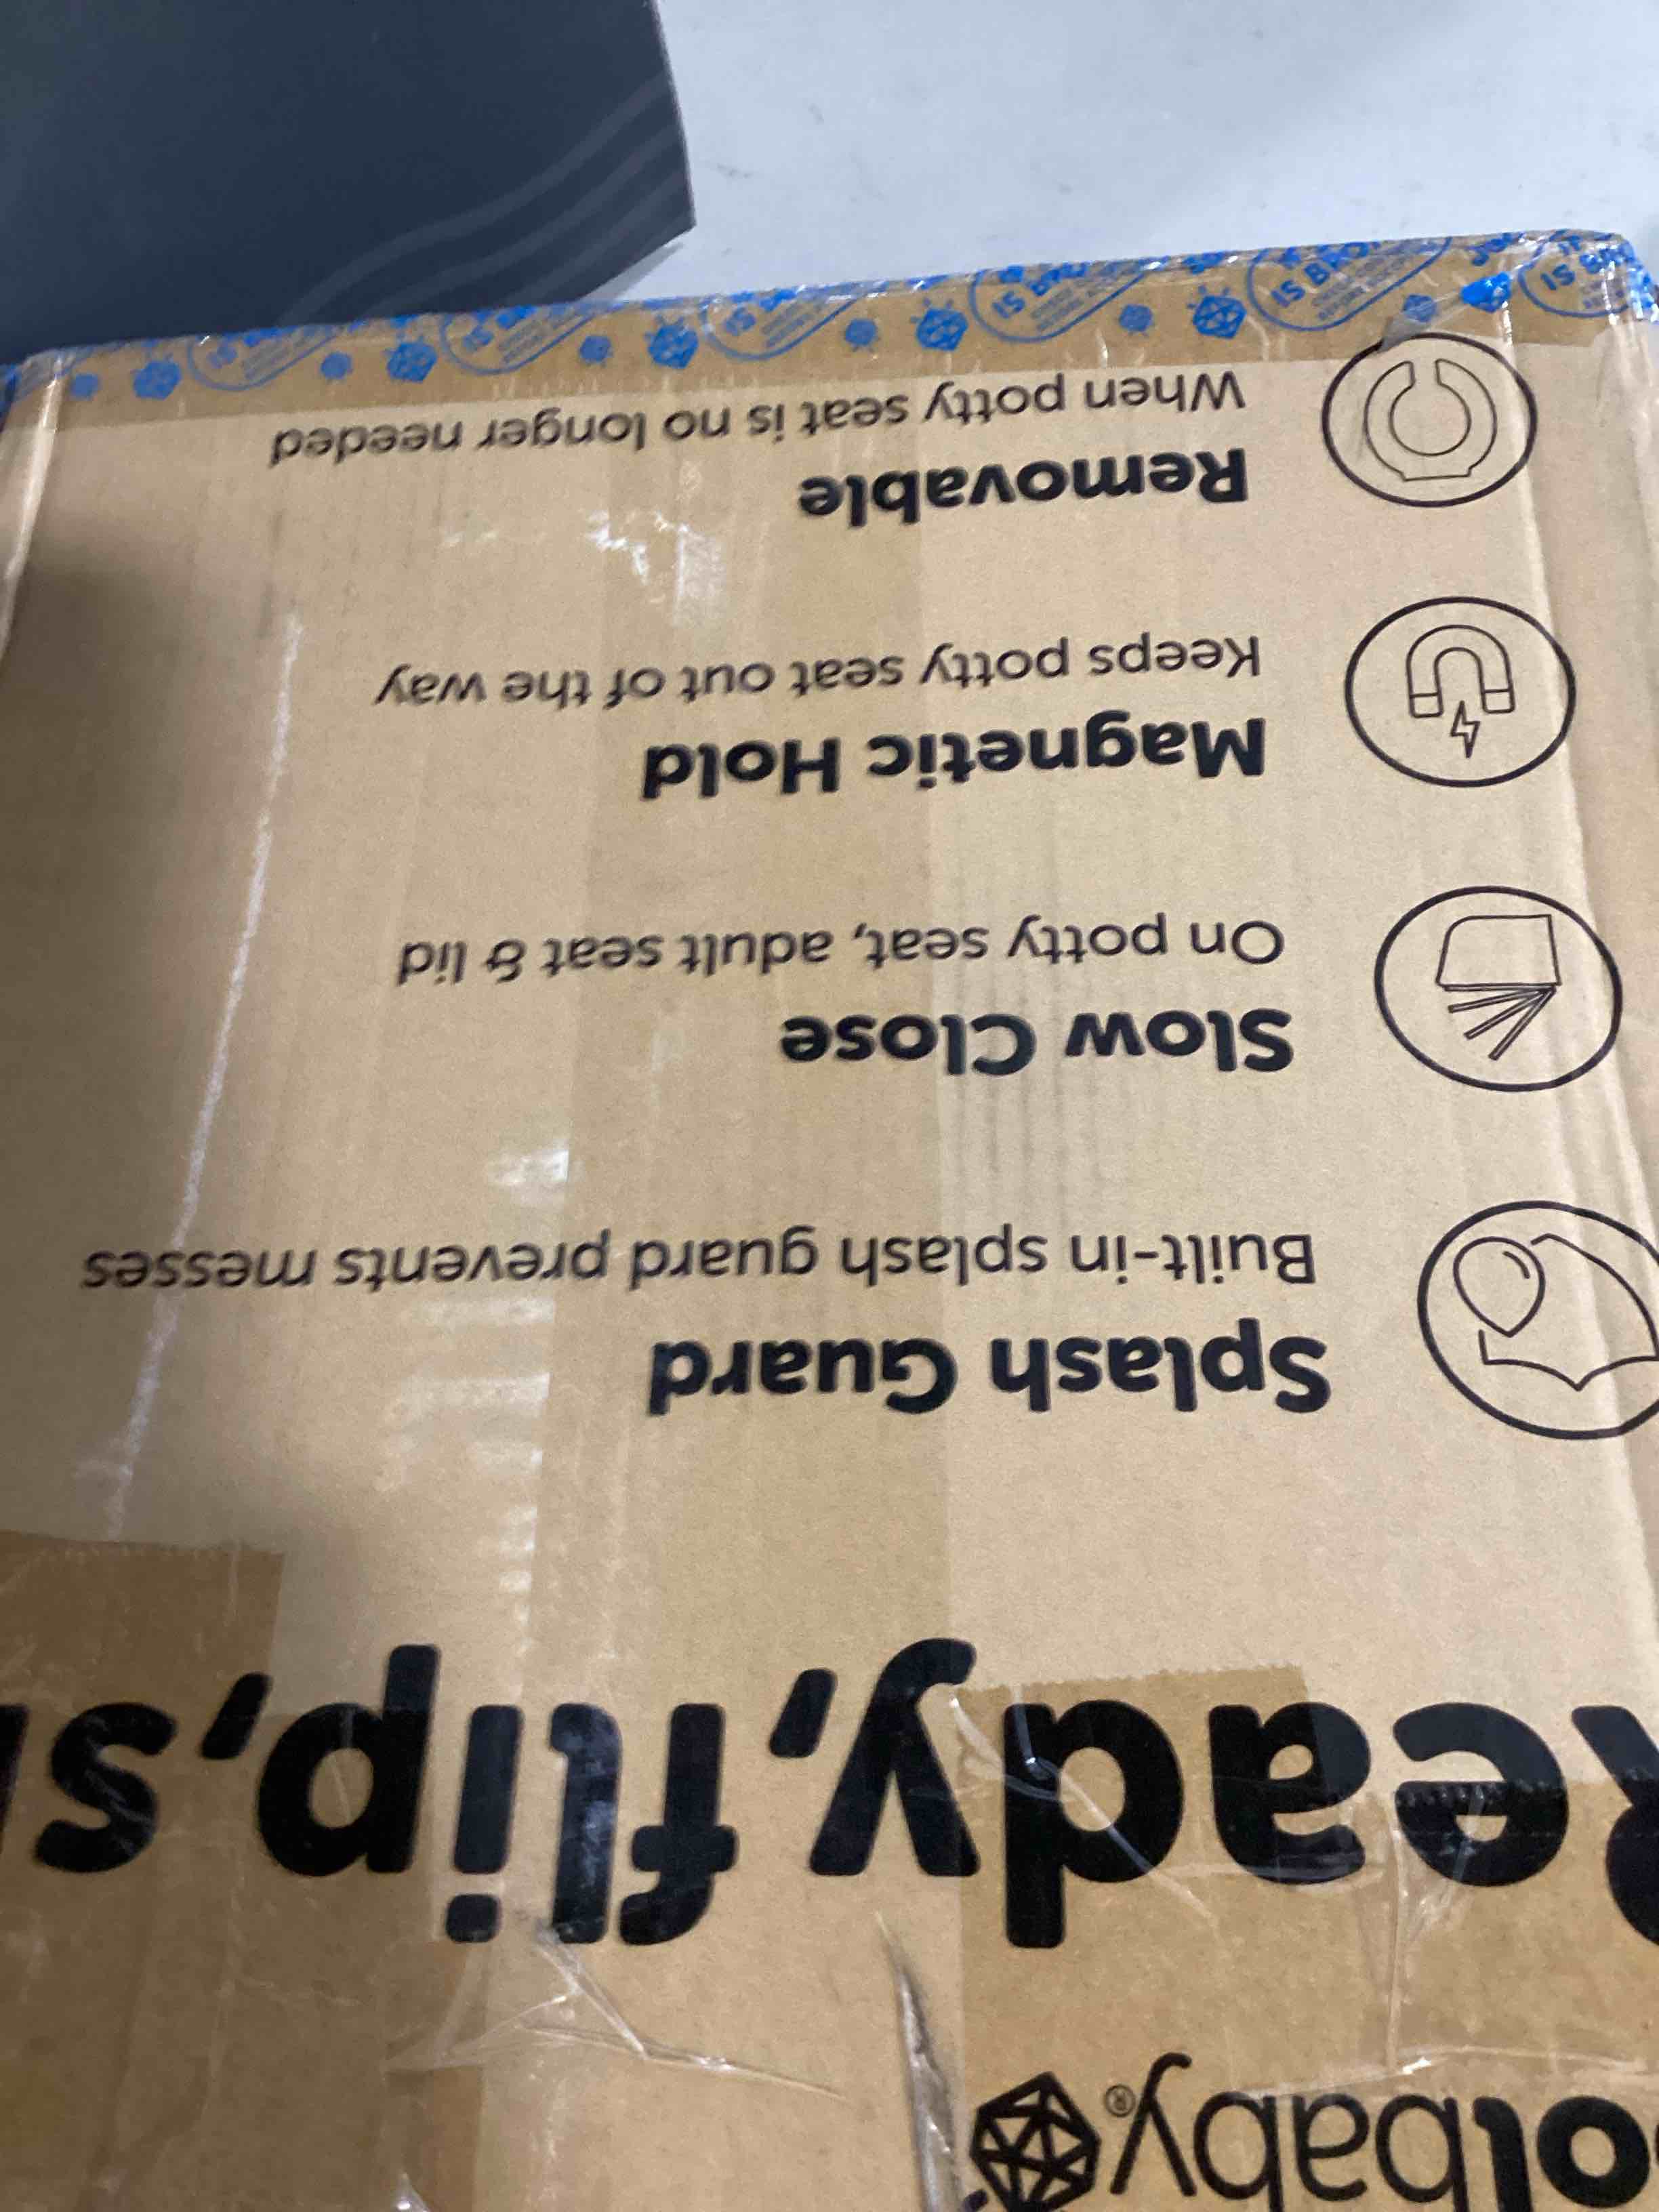 olbaby®
Ready, flip, s
Splash Guard
Built-in splash guard prevents messes
Slow Close
On potty seat, adult seat & lid
Magnetic Hold
Keeps potty seat out of the way
Removable
When potty seat is no longer needed